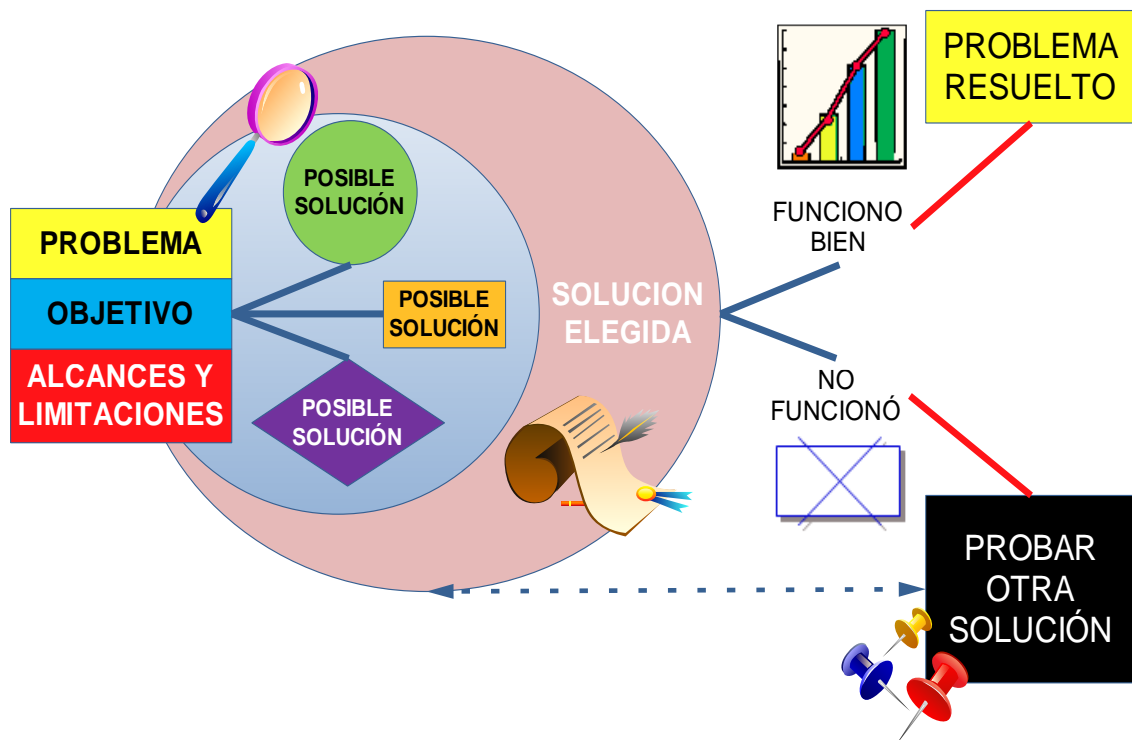 PROBLEMA
OBJETIVO
ALCANCES Y
LIMITACIONES
POSIBLE
SOLUCIÓN
POSIBLE
SOLUCIÓN
POSIBLE
SOLUCIÓN
SOLUCION
ELEGIDA
FUNCIONO
BIEN
PROBLEMA
RESUELTO
NO
FUNCIONÓ
PROBAR
OTRA
SOLUCIÓN